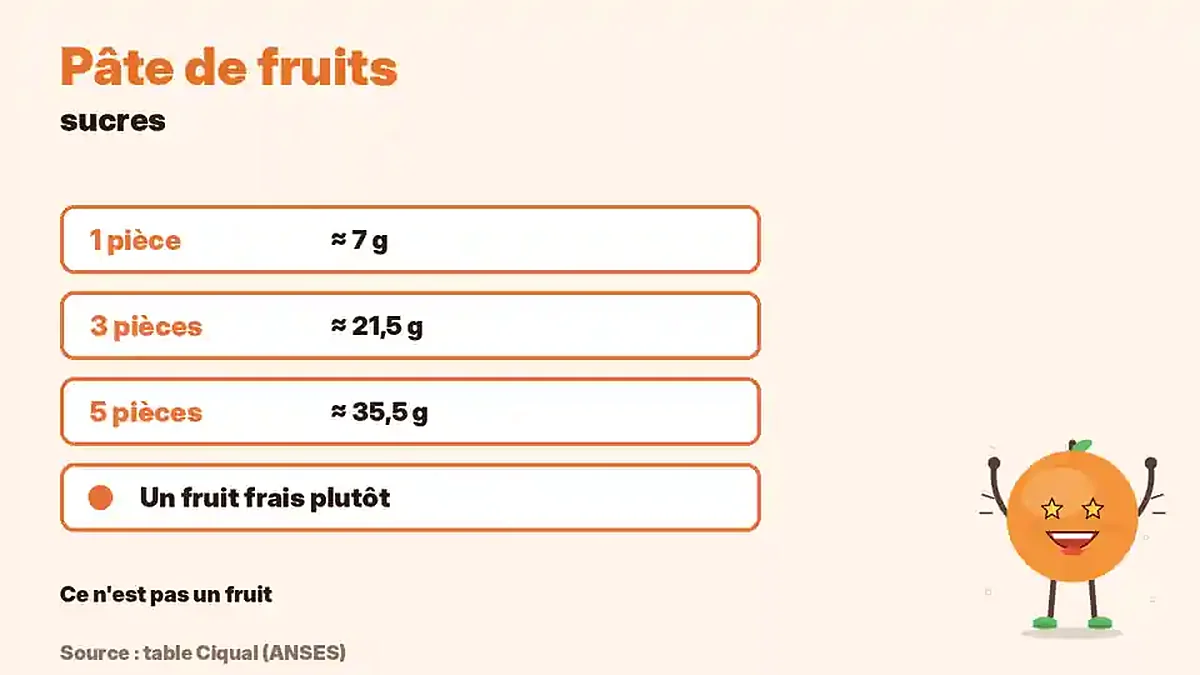 Pâte de fruits
sucres
1 pièce ≈ 7 g
3 pièces ≈ 21,5 g
5 pièces ≈ 35,5 g
Un fruit frais plutôt
Ce n'est pas un fruit
Source : table Ciqual (ANSES)